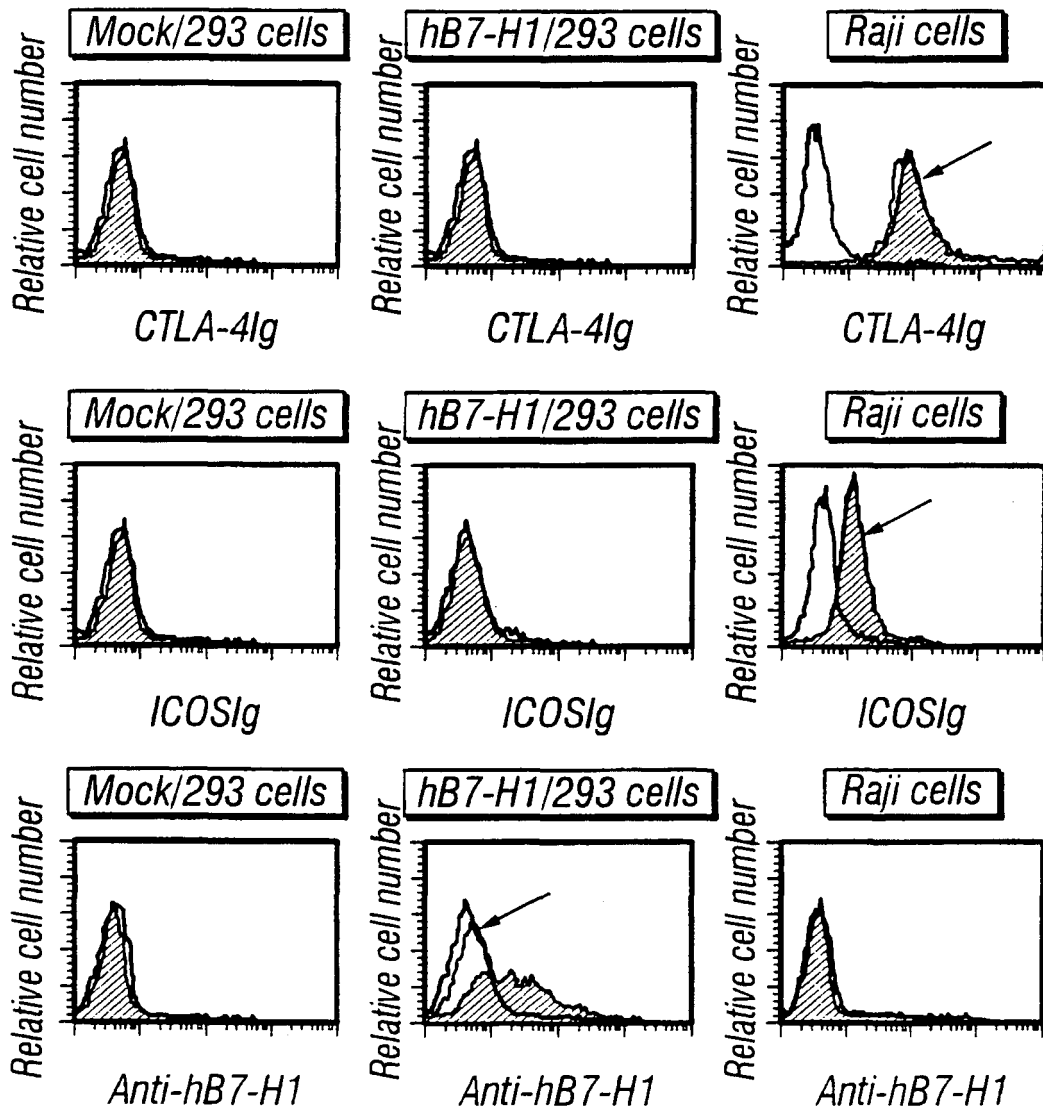 Mock/293 cells
hB7-H1/293 cells
Raji cells
Relative cell number
Relative cell number
Relative cell number
CTLA-4Ig
CTLA-4Ig
CTLA-4Ig
Mock/293 cells
hB7-H1/293 cells
Raji cells
Relative cell number
Relative cell number
Relative cell number
ICOSIg
ICOSIg
ICOSIg
Mock/293 cells
hB7-H1/293 cells
Raji cells
Relative cell number
Relative cell number
Relative cell number
Anti-hB7-H1
Anti-hB7-H1
Anti-hB7-H1